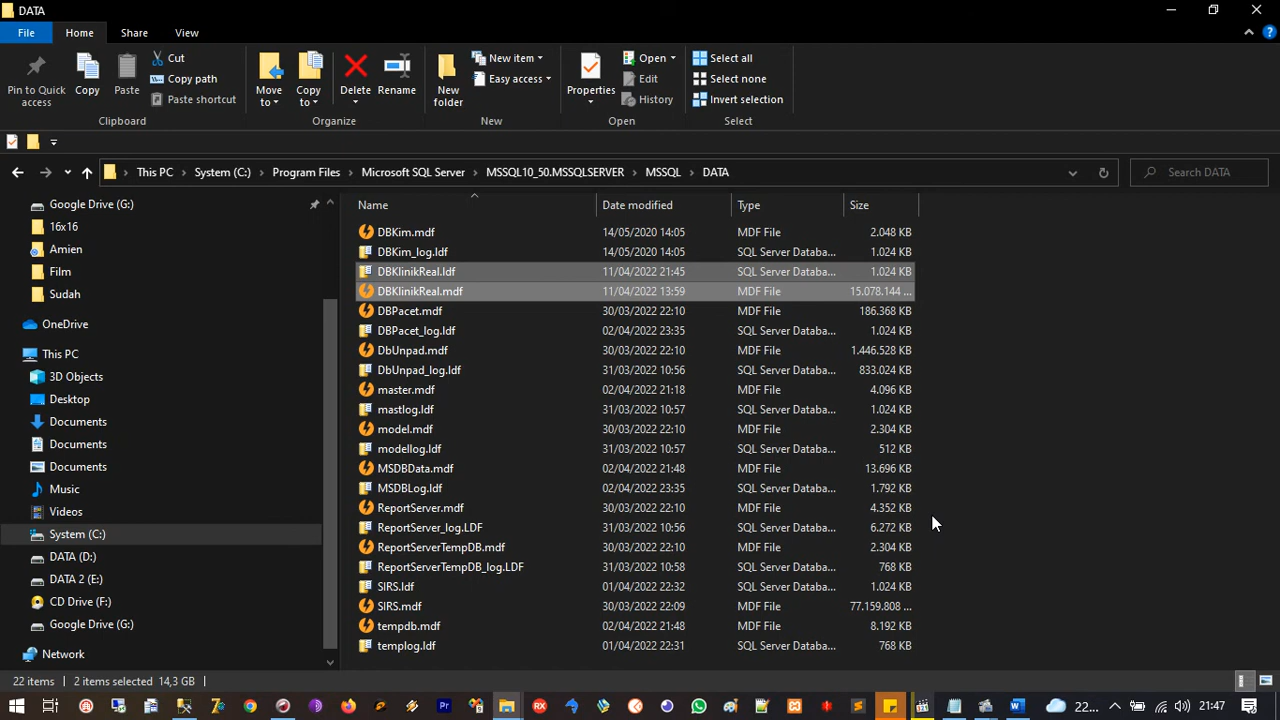 DATA
File Home Share View
Pin to Quick access
Copy
Paste
Cut
Copy path
Paste shortcut
Clipboard
Move to
Copy to
Delete
Rename
Organize
New folder
New item
Easy access
New
Properties
Open
Edit
History
Open
Select all
Select none
Invert selection
Select
This PC System (C:) Program Files Microsoft SQL Server MSSQL10_50.MSSQLSERVER MSSQL DATA
Search DATA
Google Drive (G:)
16x16
Amien
Film
Sudah
OneDrive
This PC
3D Objects
Desktop
Documents
Documents
Documents
Music
Videos
System (C:)
DATA (D:)
DATA 2 (E:)
CD Drive (F:)
Google Drive (G:)
Network
Name Date modified Type Size
DBKim.mdf 14/05/2020 14:05 MDF File 2.048 KB
DBKim_log.ldf 14/05/2020 14:05 SQL Server Databa... 1.024 KB
DBKlinikReal.ldf 11/04/2022 21:45 SQL Server Databa... 1.024 KB
DBKlinikReal.mdf 11/04/2022 13:59 MDF File 15.078.144 ...
DBPacet.mdf 30/03/2022 22:10 MDF File 186.368 KB
DBPacet_log.ldf 02/04/2022 23:35 SQL Server Databa... 1.024 KB
DbUnpad.mdf 30/03/2022 22:10 MDF File 1.446.528 KB
DbUnpad_log.ldf 31/03/2022 10:56 SQL Server Databa... 833.024 KB
master.mdf 02/04/2022 21:18 MDF File 4.096 KB
mastlog.ldf 31/03/2022 10:57 SQL Server Databa... 1.024 KB
model.mdf 30/03/2022 22:10 MDF File 2.304 KB
modellog.ldf 31/03/2022 10:57 SQL Server Databa... 512 KB
MSDBData.mdf 02/04/2022 21:48 MDF File 13.696 KB
MSDBLog.ldf 02/04/2022 23:35 SQL Server Databa... 1.792 KB
ReportServer.mdf 30/03/2022 22:10 MDF File 4.352 KB
ReportServer_log.LDF 31/03/2022 10:56 SQL Server Databa... 6.272 KB
ReportServerTempDB.mdf 30/03/2022 22:10 MDF File 2.304 KB
ReportServerTempDB_log.LDF 31/03/2022 10:58 SQL Server Databa... 768 KB
SIRS.ldf 01/04/2022 22:32 SQL Server Databa... 1.024 KB
SIRS.mdf 30/03/2022 22:09 MDF File 77.159.808 ...
tempdb.mdf 02/04/2022 21:48 MDF File 8.192 KB
templog.ldf 01/04/2022 22:31 SQL Server Databa... 768 KB
22 items 2 items selected 14,3 GB
22... 21:47